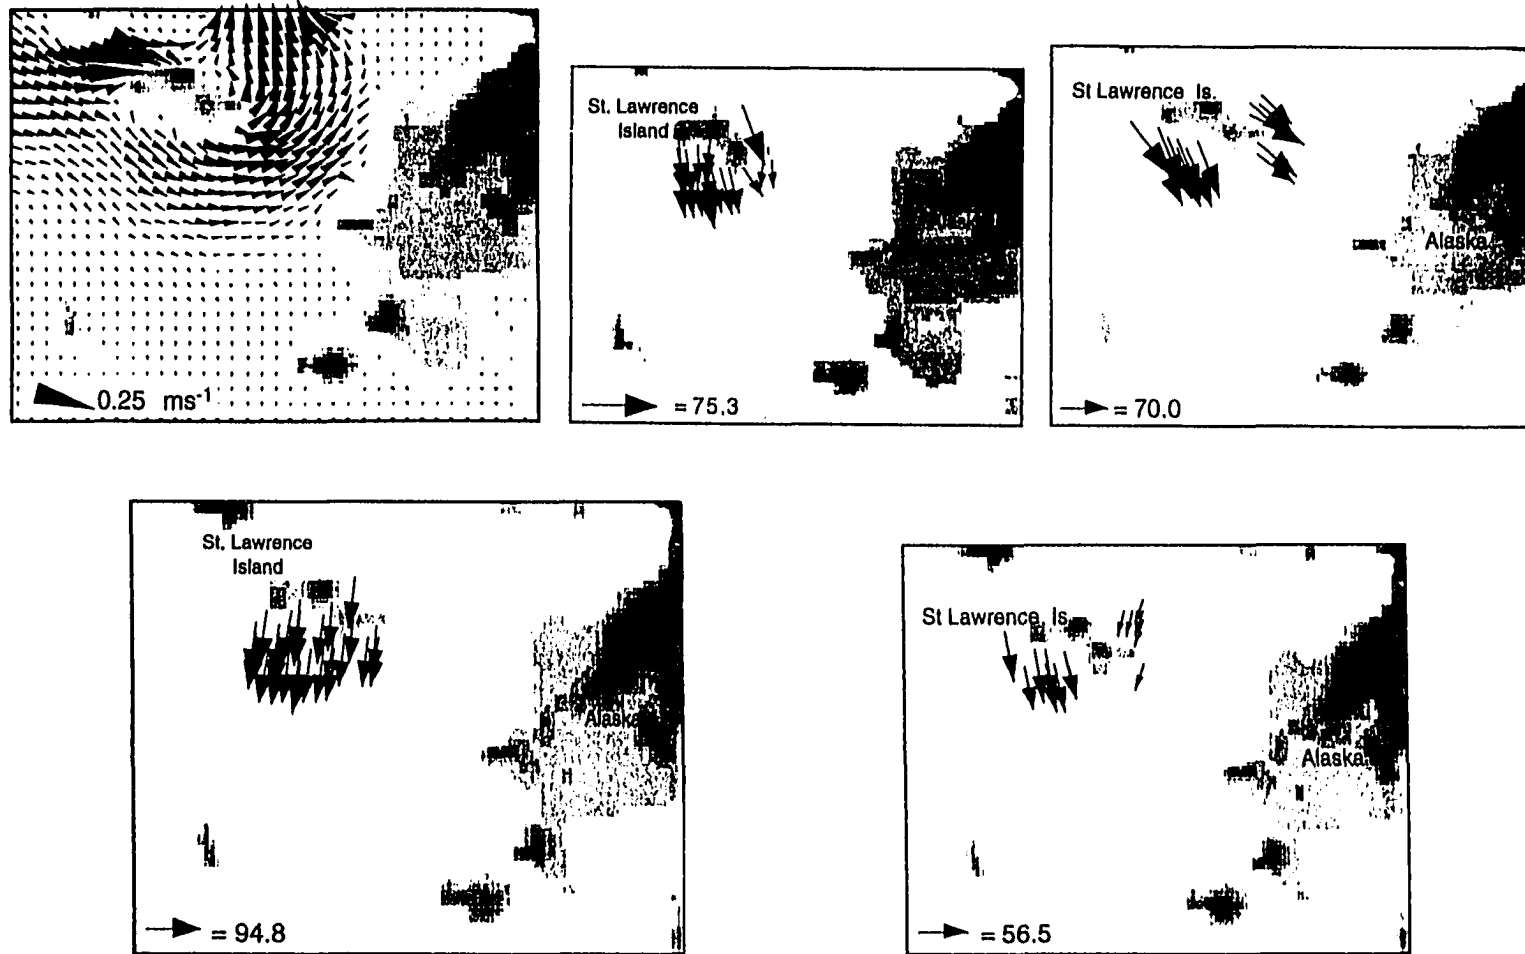 0.25 ms-1
St. Lawrence
Island
= 75.3
St Lawrence Is.
Alaska
= 70.0
St. Lawrence
Island
Alaska
= 94.8
St Lawrence Is.
Alaska
= 56.5